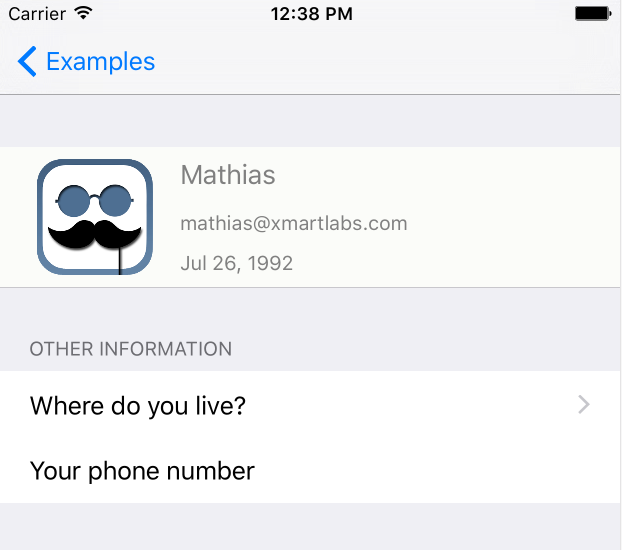 Carrier 12:38 PM
Examples
Mathias
mathias@xmartlabs.com
Jul 26, 1992
OTHER INFORMATION
Where do you live?
Your phone number